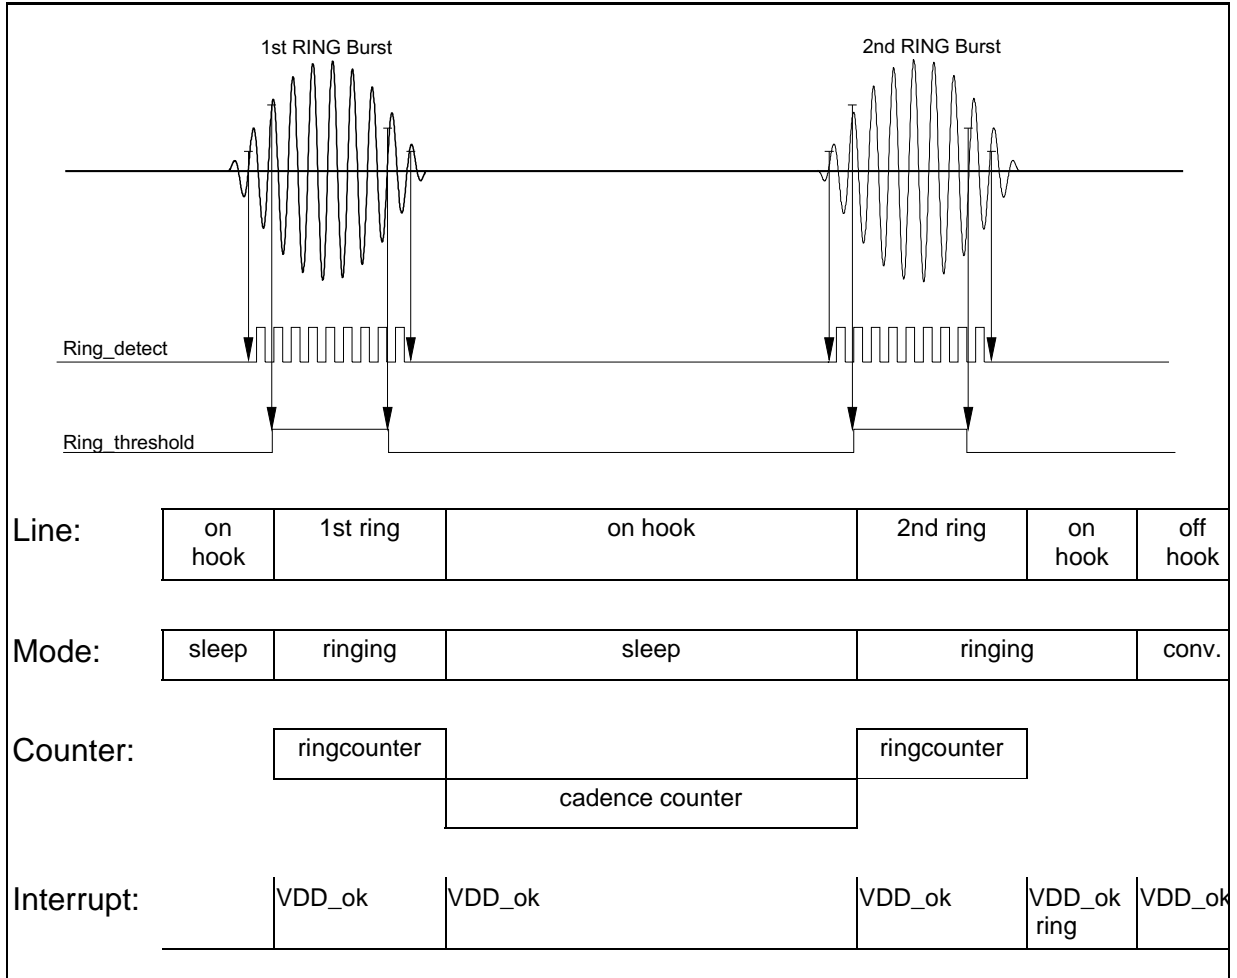 1st RING Burst
2nd RING Burst
Ring_detect
Ring_threshold
Line:
on
hook
1st ring
on hook
2nd ring
on
hook
off
hook
Mode:
sleep
ringing
sleep
ringing
conv.
Counter:
ringcounter
ringcounter
cadence counter
Interrupt:
VDD_ok
VDD_ok
VDD_ok
VDD_ok
ring
VDD_ok